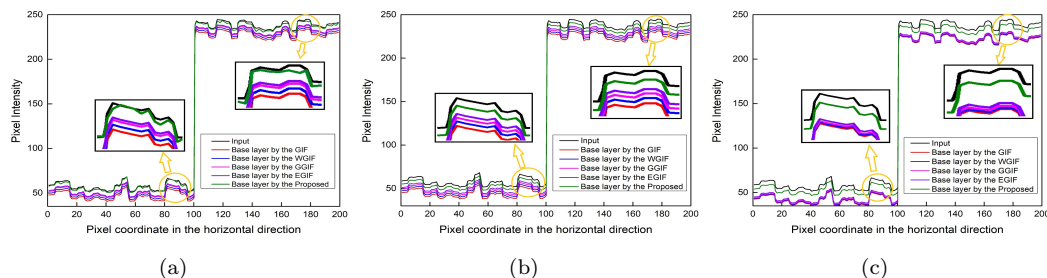 250
200
150
100
50
0
20
40
60
80
100
120
140
160
180
200
Pixel Intensity
Pixel coordinate in the horizontal direction
Input
Base layer by the GIF
Base layer by the WGIF
Base layer by the GGIF
Base layer by the EGIF
Base layer by the Proposed
(a)
250
200
150
100
50
0
20
40
60
80
100
120
140
160
180
200
Pixel Intensity
Pixel coordinate in the horizontal direction
Input
Base layer by the GIF
Base layer by the WGIF
Base layer by the GGIF
Base layer by the EGIF
Base layer by the Proposed
(b)
250
200
150
100
50
0
20
40
60
80
100
120
140
160
180
200
Pixel Intensity
Pixel coordinate in the horizontal direction
Input
Base layer by the GIF
Base layer by the WGIF
Base layer by the GGIF
Base layer by the EGIF
Base layer by the Proposed
(c)